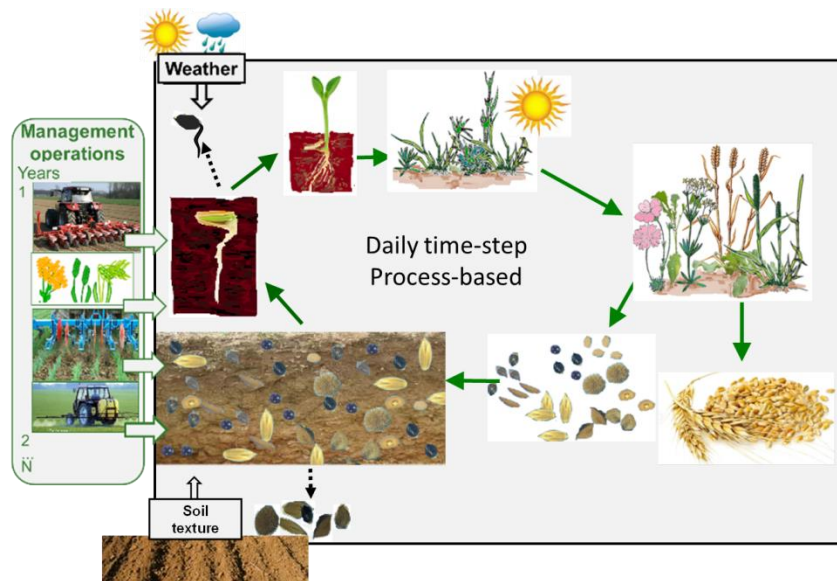 Weather
Management
operations
Years
1
Daily time-step
Process-based
2
...
N
Soil
texture